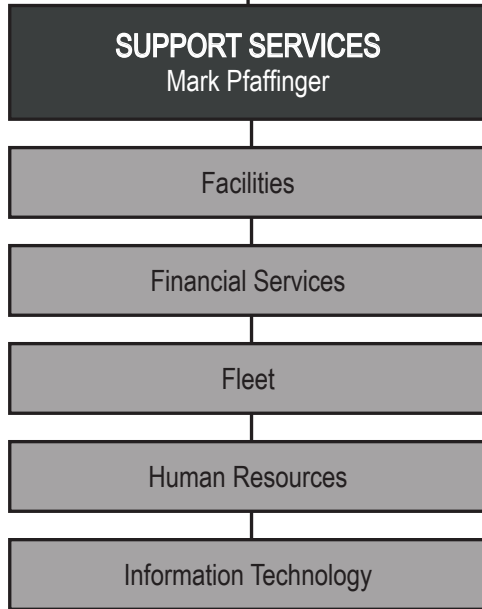 SUPPORT SERVICES
Mark Pfaffinger
Facilities
Financial Services
Fleet
Human Resources
Information Technology